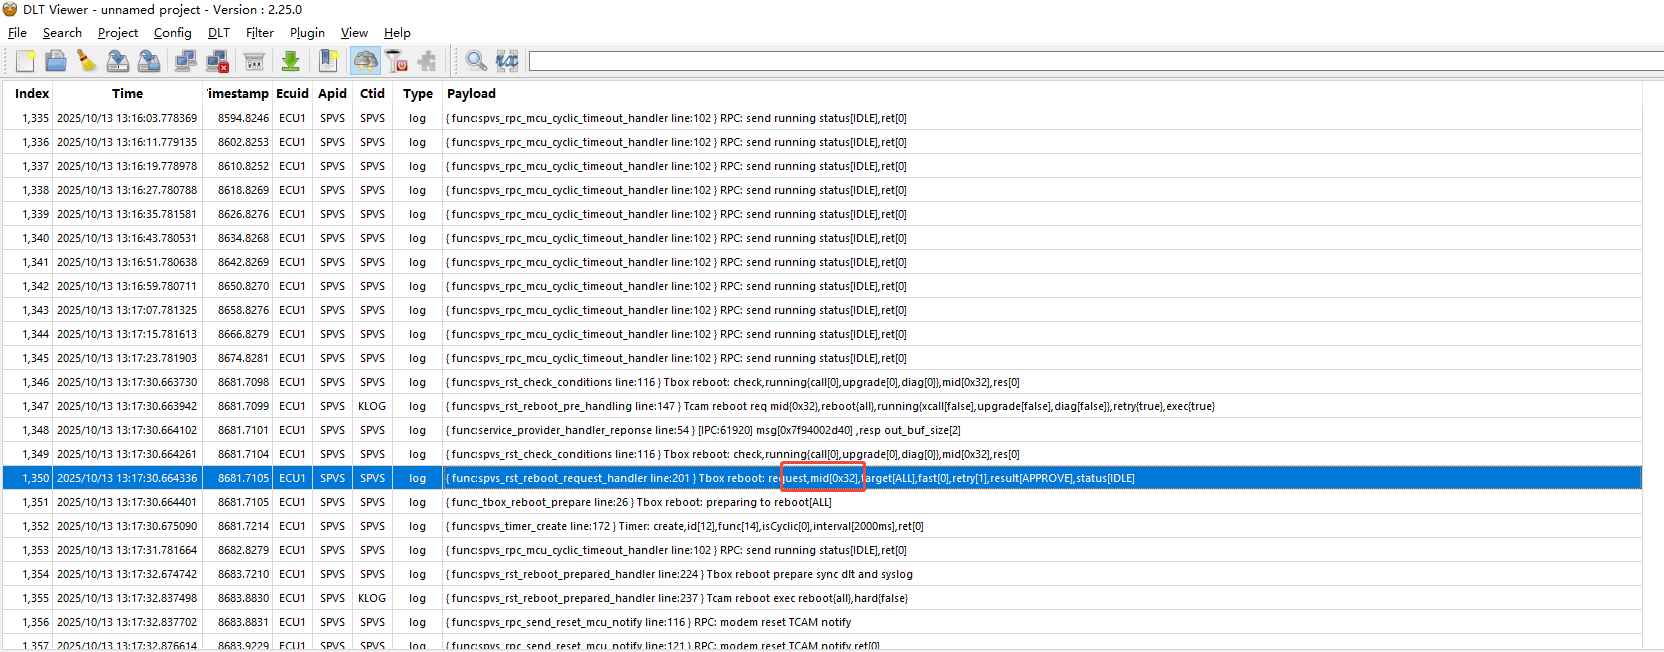 DLT Viewer - unnamed project - Version : 2.25.0
File Search Project Config DLT Filter Plugin View Help
Index Time Timestamp Ecuid Apid Ctid Type Payload
1,335 2025/10/13 13:16:03.778369 8594.8246 ECU1 SPVS SPVS log { func:spvs_rpc_mcu_cyclic_timeout_handler line:102 } RPC: send running status[IDLE],ret[0]
1,336 2025/10/13 13:16:11.779135 8602.8253 ECU1 SPVS SPVS log { func:spvs_rpc_mcu_cyclic_timeout_handler line:102 } RPC: send running status[IDLE],ret[0]
1,337 2025/10/13 13:16:19.778978 8610.8252 ECU1 SPVS SPVS log { func:spvs_rpc_mcu_cyclic_timeout_handler line:102 } RPC: send running status[IDLE],ret[0]
1,338 2025/10/13 13:16:27.780788 8618.8269 ECU1 SPVS SPVS log { func:spvs_rpc_mcu_cyclic_timeout_handler line:102 } RPC: send running status[IDLE],ret[0]
1,339 2025/10/13 13:16:35.781581 8626.8276 ECU1 SPVS SPVS log { func:spvs_rpc_mcu_cyclic_timeout_handler line:102 } RPC: send running status[IDLE],ret[0]
1,340 2025/10/13 13:16:43.780531 8634.8268 ECU1 SPVS SPVS log { func:spvs_rpc_mcu_cyclic_timeout_handler line:102 } RPC: send running status[IDLE],ret[0]
1,341 2025/10/13 13:16:51.780638 8642.8269 ECU1 SPVS SPVS log { func:spvs_rpc_mcu_cyclic_timeout_handler line:102 } RPC: send running status[IDLE],ret[0]
1,342 2025/10/13 13:16:59.780711 8650.8270 ECU1 SPVS SPVS log { func:spvs_rpc_mcu_cyclic_timeout_handler line:102 } RPC: send running status[IDLE],ret[0]
1,343 2025/10/13 13:17:07.781325 8658.8276 ECU1 SPVS SPVS log { func:spvs_rpc_mcu_cyclic_timeout_handler line:102 } RPC: send running status[IDLE],ret[0]
1,344 2025/10/13 13:17:15.781613 8666.8279 ECU1 SPVS SPVS log { func:spvs_rpc_mcu_cyclic_timeout_handler line:102 } RPC: send running status[IDLE],ret[0]
1,345 2025/10/13 13:17:23.781903 8674.8281 ECU1 SPVS SPVS log { func:spvs_rpc_mcu_cyclic_timeout_handler line:102 } RPC: send running status[IDLE],ret[0]
1,346 2025/10/13 13:17:30.663730 8681.7098 ECU1 SPVS SPVS log { func:spvs_rst_check_conditions line:116 } Tbox reboot: check,running{call[0],upgrade[0],diag[0]},mid[0x32],res[0]
1,347 2025/10/13 13:17:30.663942 8681.7099 ECU1 SPVS KLOG log { func:spvs_rst_reboot_pre_handling line:147 } Tcam reboot req mid{0x32},reboot{all},running{xcall[false],upgrade[false],diag[false]},retry{true},exec{true}
1,348 2025/10/13 13:17:30.664102 8681.7101 ECU1 SPVS SPVS log { func:service_provider_handler_reponse line:54 } [IPC:61920] msg[0x7f94002d40] ,resp out_buf_size[2]
1,349 2025/10/13 13:17:30.664261 8681.7104 ECU1 SPVS SPVS log { func:spvs_rst_check_conditions line:116 } Tbox reboot: check,running{call[0],upgrade[0],diag[0]},mid[0x32],res[0]
1,350 2025/10/13 13:17:30.664336 8681.7105 ECU1 SPVS SPVS log { func:spvs_rst_reboot_request_handler line:201 } Tbox reboot: request,mid[0x32],target[ALL],fast[0],retry[1],result[APPROVE],status[IDLE]
1,351 2025/10/13 13:17:30.664401 8681.7105 ECU1 SPVS SPVS log { func:_tbox_reboot_prepare line:26 } Tbox reboot: preparing to reboot[ALL]
1,352 2025/10/13 13:17:30.675090 8681.7214 ECU1 SPVS SPVS log { func:spvs_timer_create line:172 } Timer: create,id[12],func[14],isCyclic[0],interval[2000ms],ret[0]
1,353 2025/10/13 13:17:31.781664 8682.8279 ECU1 SPVS SPVS log { func:spvs_rpc_mcu_cyclic_timeout_handler line:102 } RPC: send running status[IDLE],ret[0]
1,354 2025/10/13 13:17:32.674742 8683.7210 ECU1 SPVS SPVS log { func:spvs_rst_reboot_prepared_handler line:224 } Tbox reboot prepare sync dlt and syslog
1,355 2025/10/13 13:17:32.837498 8683.8830 ECU1 SPVS KLOG log { func:spvs_rst_reboot_prepared_handler line:237 } Tcam reboot exec reboot{all},hard{false}
1,356 2025/10/13 13:17:32.837702 8683.8831 ECU1 SPVS SPVS log { func:spvs_rpc_send_reset_mcu_notify line:116 } RPC: modem reset TCAM notify
1,357 2025/10/13 13:17:32.876614 8683.9229 ECU1 SPVS SPVS log { func:spvs_rpc_send_reset_mcu_notify line:121 } RPC: modem reset TCAM notify ret[0]